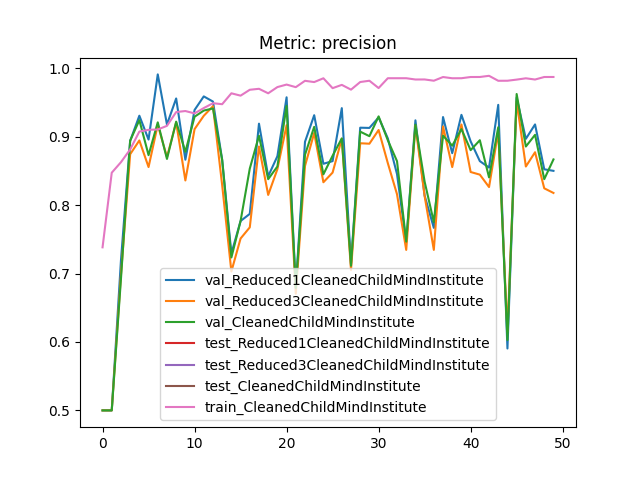 Metric: precision
1.0
0.9
0.8
0.7
0.6
0.5
val_Reduced1CleanedChildMindInstitute
val_Reduced3CleanedChildMindInstitute
val_CleanedChildMindInstitute
test_Reduced1CleanedChildMindInstitute
test_Reduced3CleanedChildMindInstitute
test_CleanedChildMindInstitute
train_CleanedChildMindInstitute
0 10 20 30 40 50